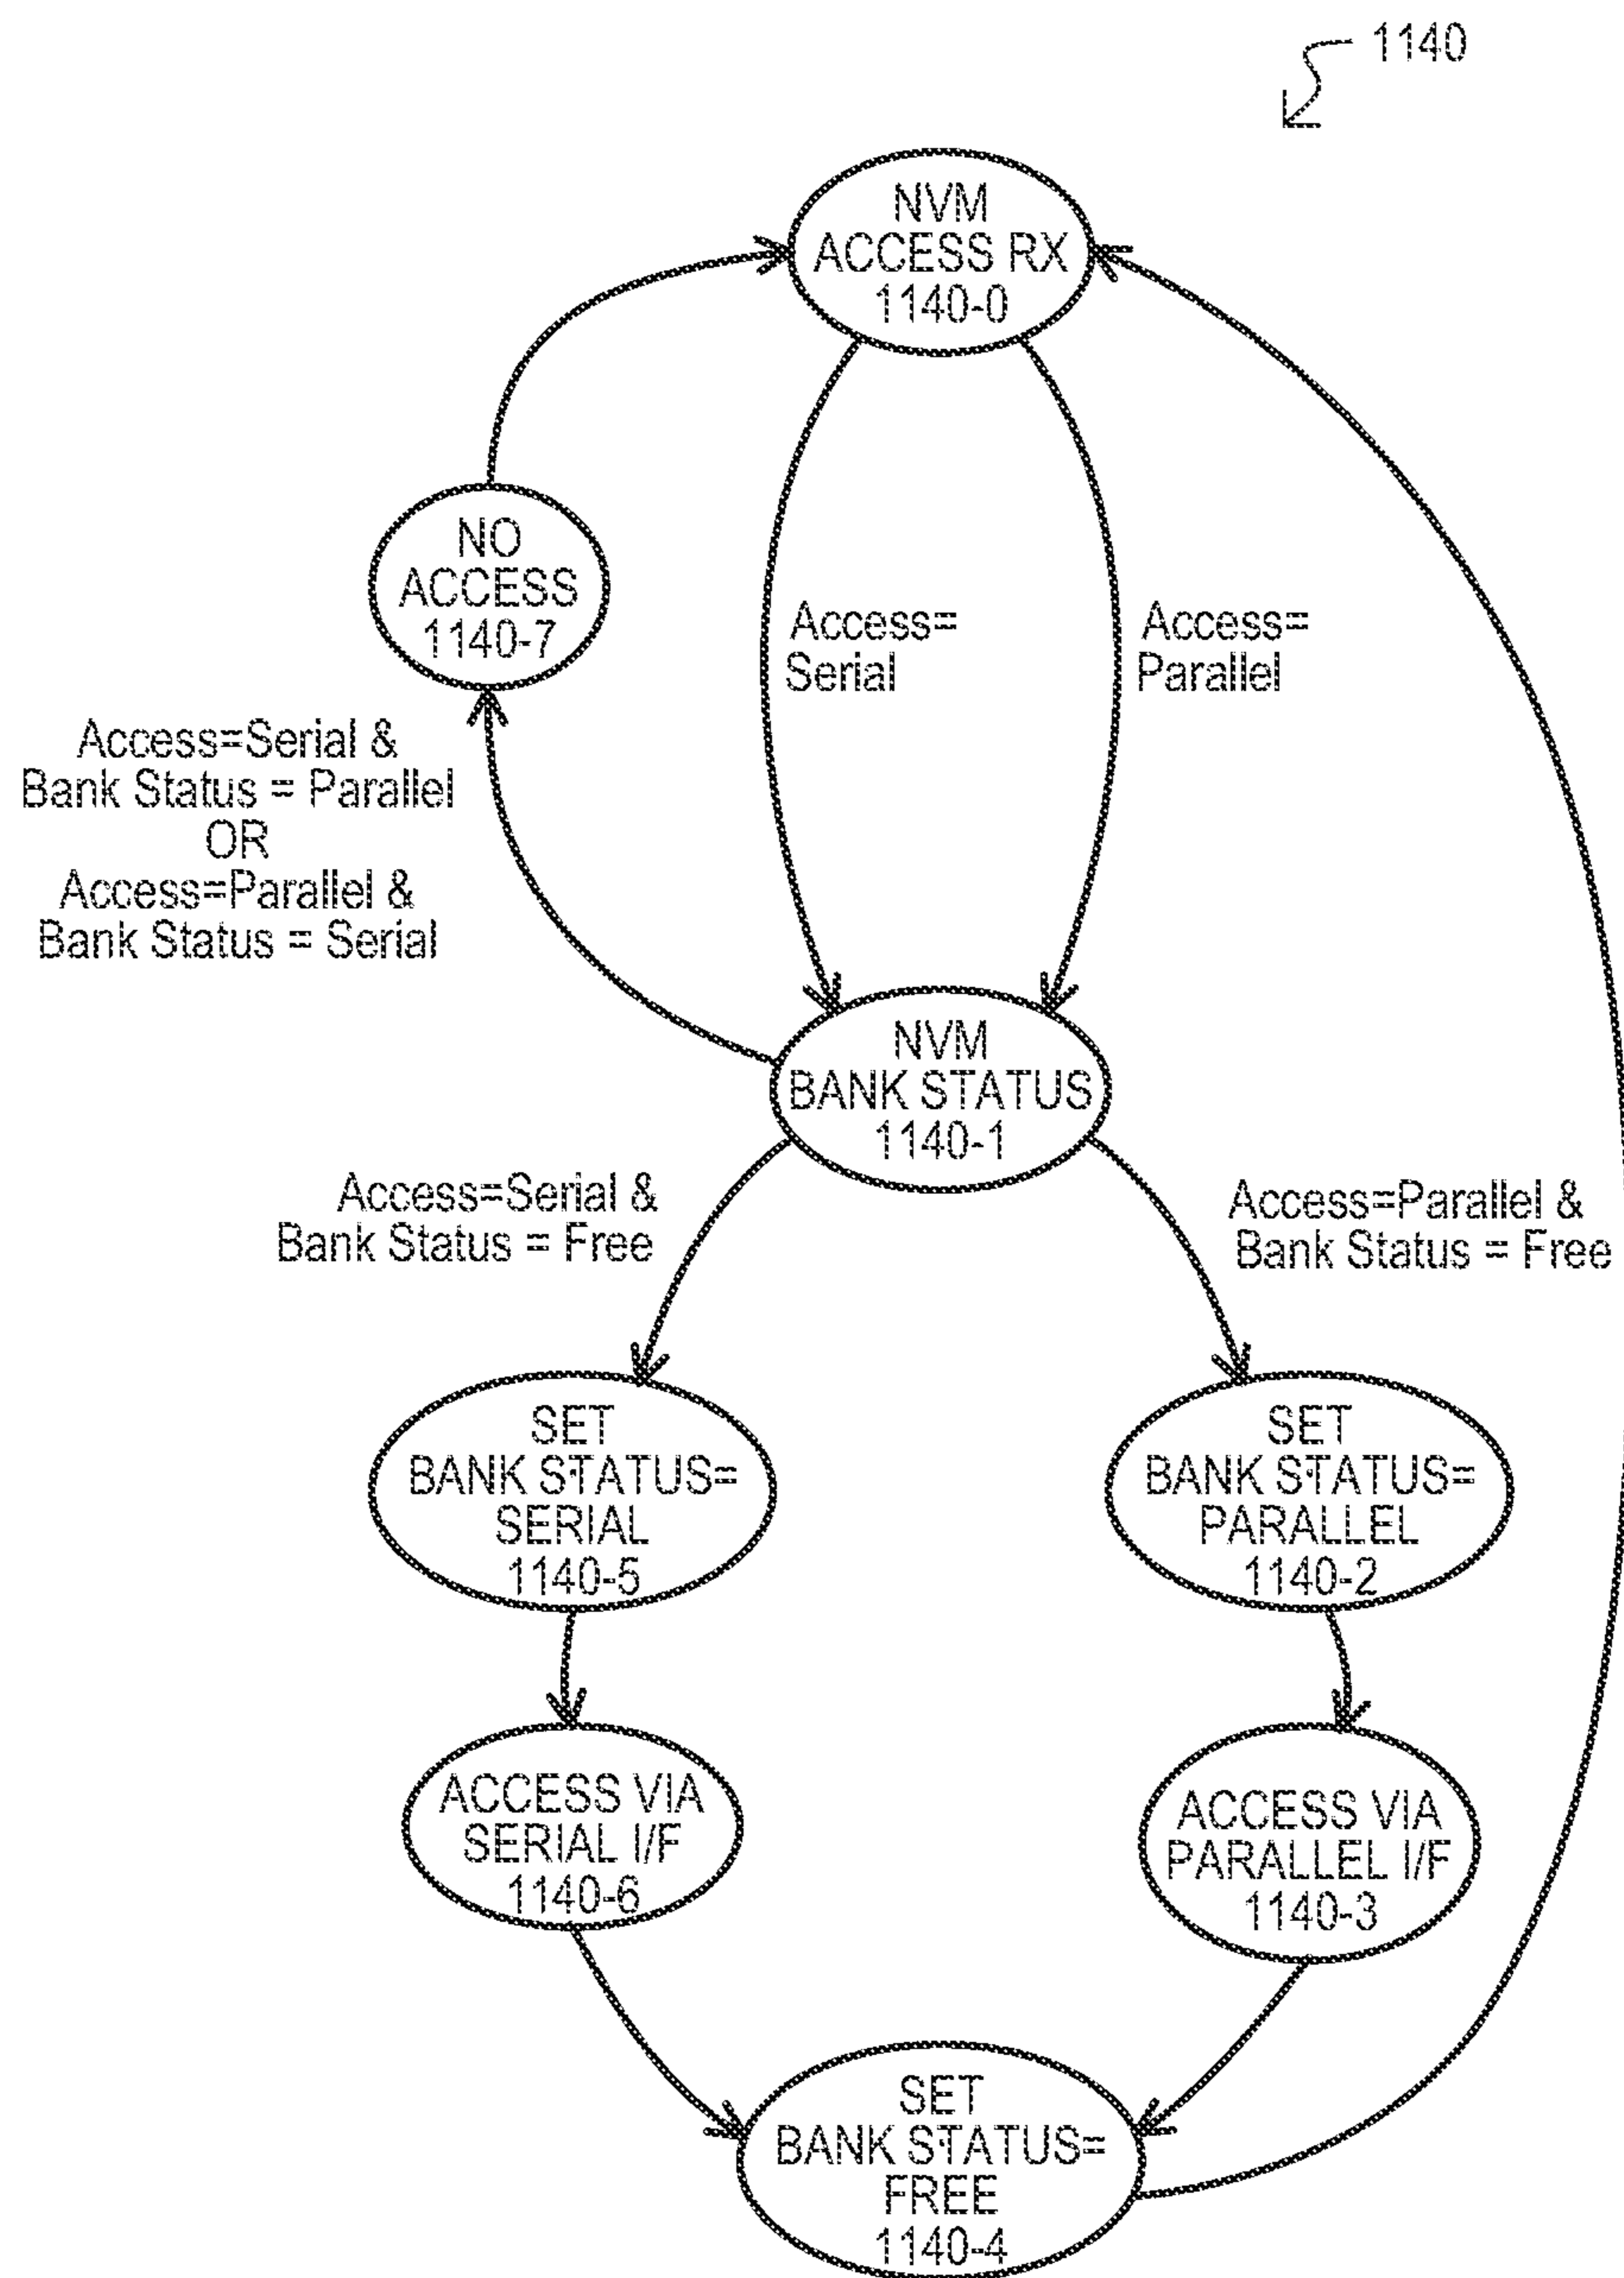 1140
NVM
ACCESS RX
1140-0
NO
ACCESS
1140-7
Access=
Serial
Access=
Parallel
Access=Serial &
Bank Status = Parallel
OR
Access=Parallel &
Bank Status = Serial
NVM
BANK STATUS
1140-1
Access=Serial &
Bank Status = Free
Access=Parallel &
Bank Status = Free
SET
BANK STATUS=
SERIAL
1140-5
SET
BANK STATUS=
PARALLEL
1140-2
ACCESS VIA
SERIAL I/F
1140-6
ACCESS VIA
PARALLEL I/F
1140-3
SET
BANK STATUS=
FREE
1140-4